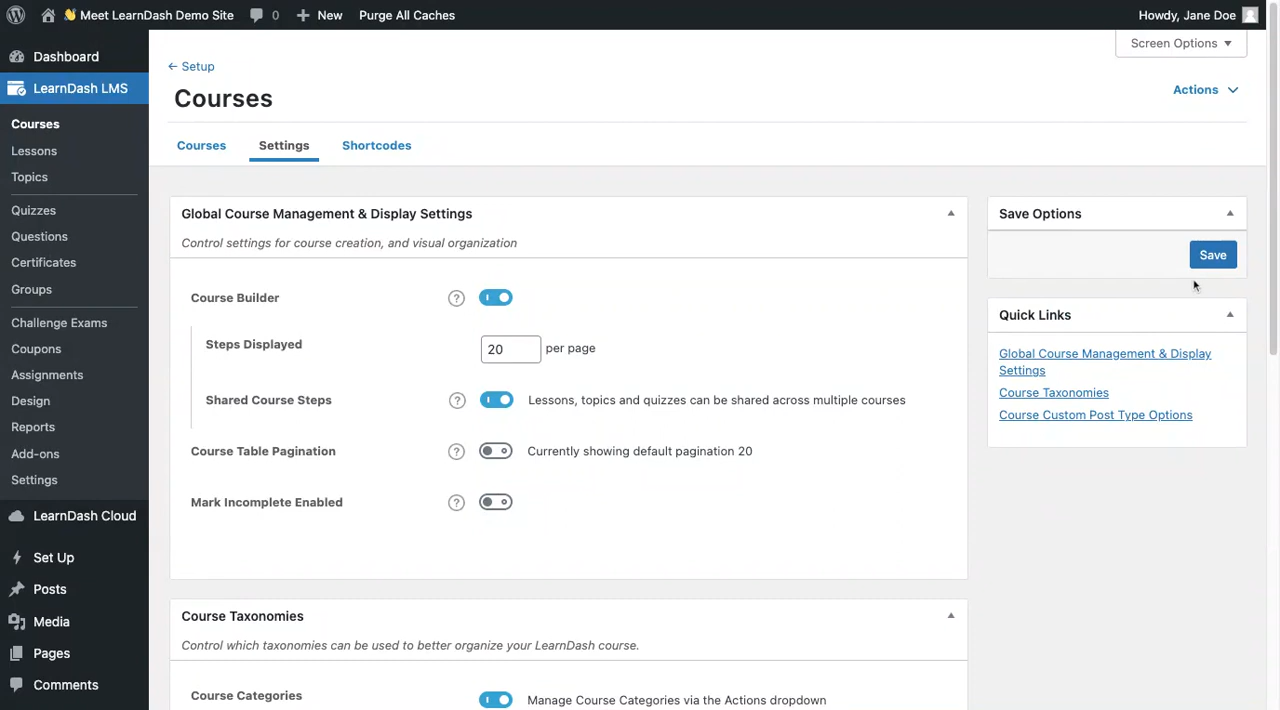 👋 Meet LearnDash Demo Site
0
New
Purge All Caches
Howdy, Jane Doe
Dashboard
LearnDash LMS
Courses
Lessons
Topics
Quizzes
Questions
Certificates
Groups
Challenge Exams
Coupons
Assignments
Design
Reports
Add-ons
Settings
LearnDash Cloud
Set Up
Posts
Media
Pages
Comments
Screen Options
← Setup
Courses
Actions
Courses
Settings
Shortcodes
Global Course Management & Display Settings
Control settings for course creation, and visual organization
Course Builder
?
Steps Displayed
20
per page
Shared Course Steps
?
Lessons, topics and quizzes can be shared across multiple courses
Course Table Pagination
?
Currently showing default pagination 20
Mark Incomplete Enabled
?
Course Taxonomies
Control which taxonomies can be used to better organize your LearnDash course.
Course Categories
Manage Course Categories via the Actions dropdown
Save Options
Save
Quick Links
Global Course Management & Display
Settings
Course Taxonomies
Course Custom Post Type Options